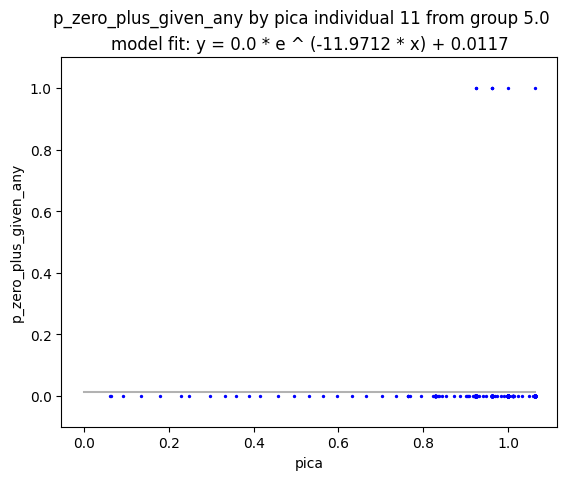 p_zero_plus_given_any by pica individual 11 from group 5.0
model fit: y = 0.0 * e ^ (-11.9712 * x) + 0.0117
1.0
0.8
0.6
0.4
0.2
0.0
p_zero_plus_given_any
0.0 0.2 0.4 0.6 0.8 1.0
pica